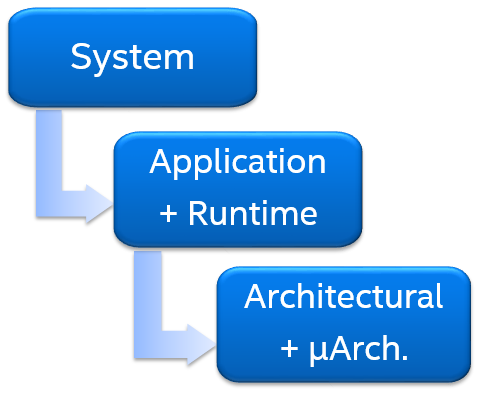 System
Application
+ Runtime
Architectural
+ µArch.